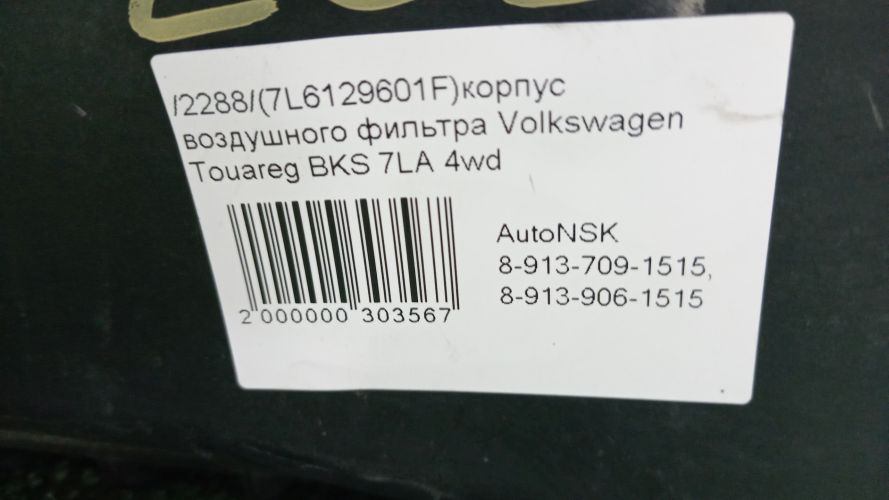 /2288/(7L6129601F)корпус
воздушного фильтра Volkswagen
Touareg BKS 7LA 4wd
AutoNSK
8-913-709-1515,
8-913-906-1515
2 000000 303567